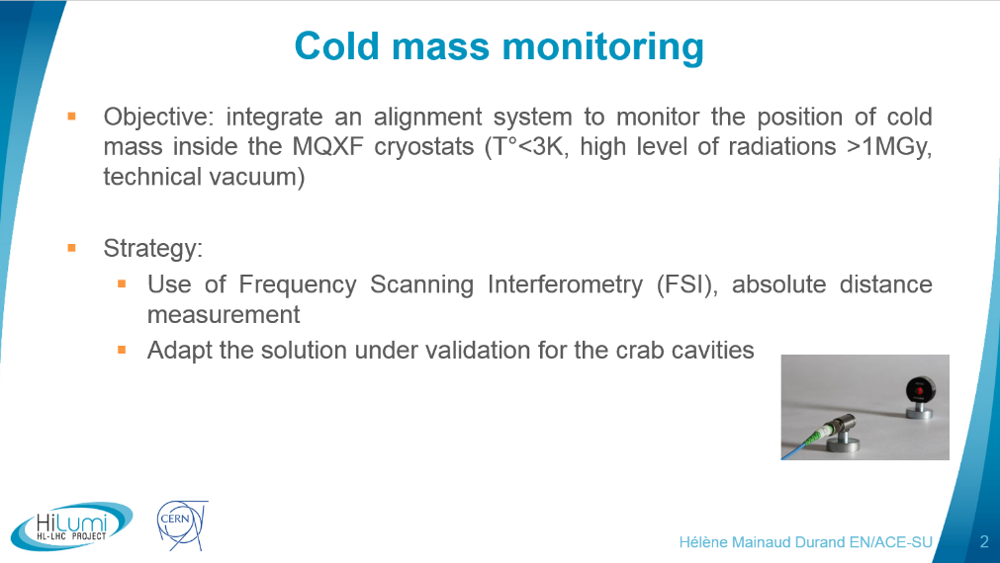 Cold mass monitoring
Objective: integrate an alignment system to monitor the position of cold
mass inside the MQXF cryostats (T°<3K, high level of radiations >1MGy,
technical vacuum)
Strategy:
Use of Frequency Scanning Interferometry (FSI), absolute distance
measurement
Adapt the solution under validation for the crab cavities
HiLumi
HL-LHC PROJECT
CERN
Hélène Mainaud Durand EN/ACE-SU
2